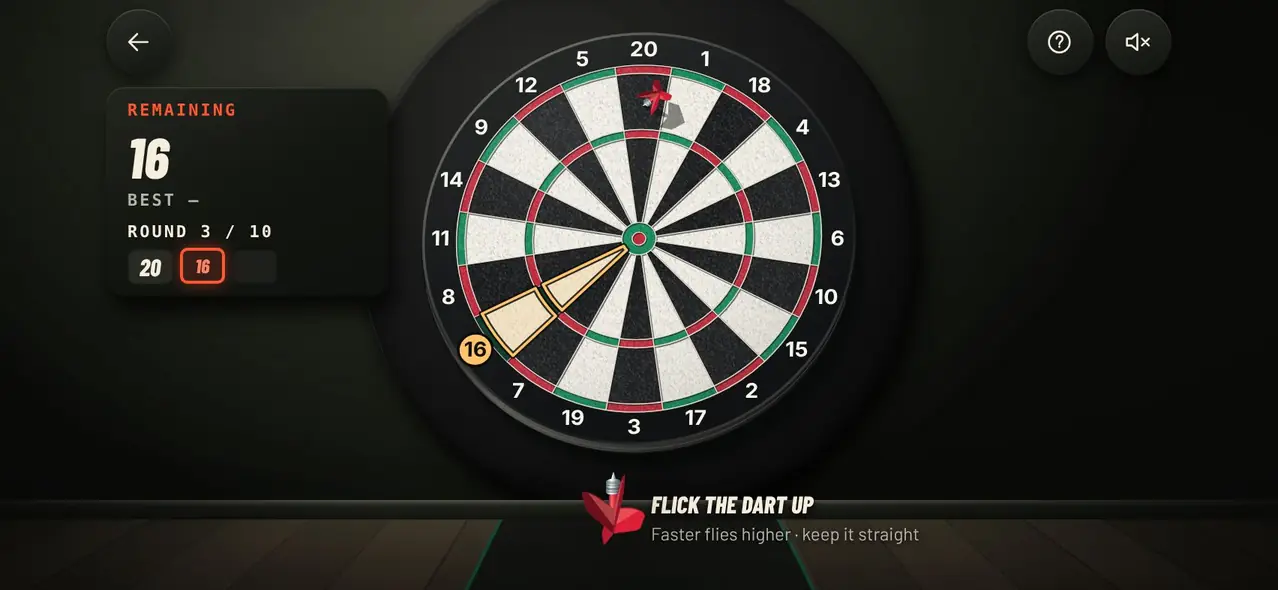 REMAINING
16
BEST –
ROUND 3 / 10
20 16
20
5 1
12 18
9 4
14 13
11 6
8 10
16 15
7 2
19 17
3
FLICK THE DART UP
Faster flies higher · keep it straight